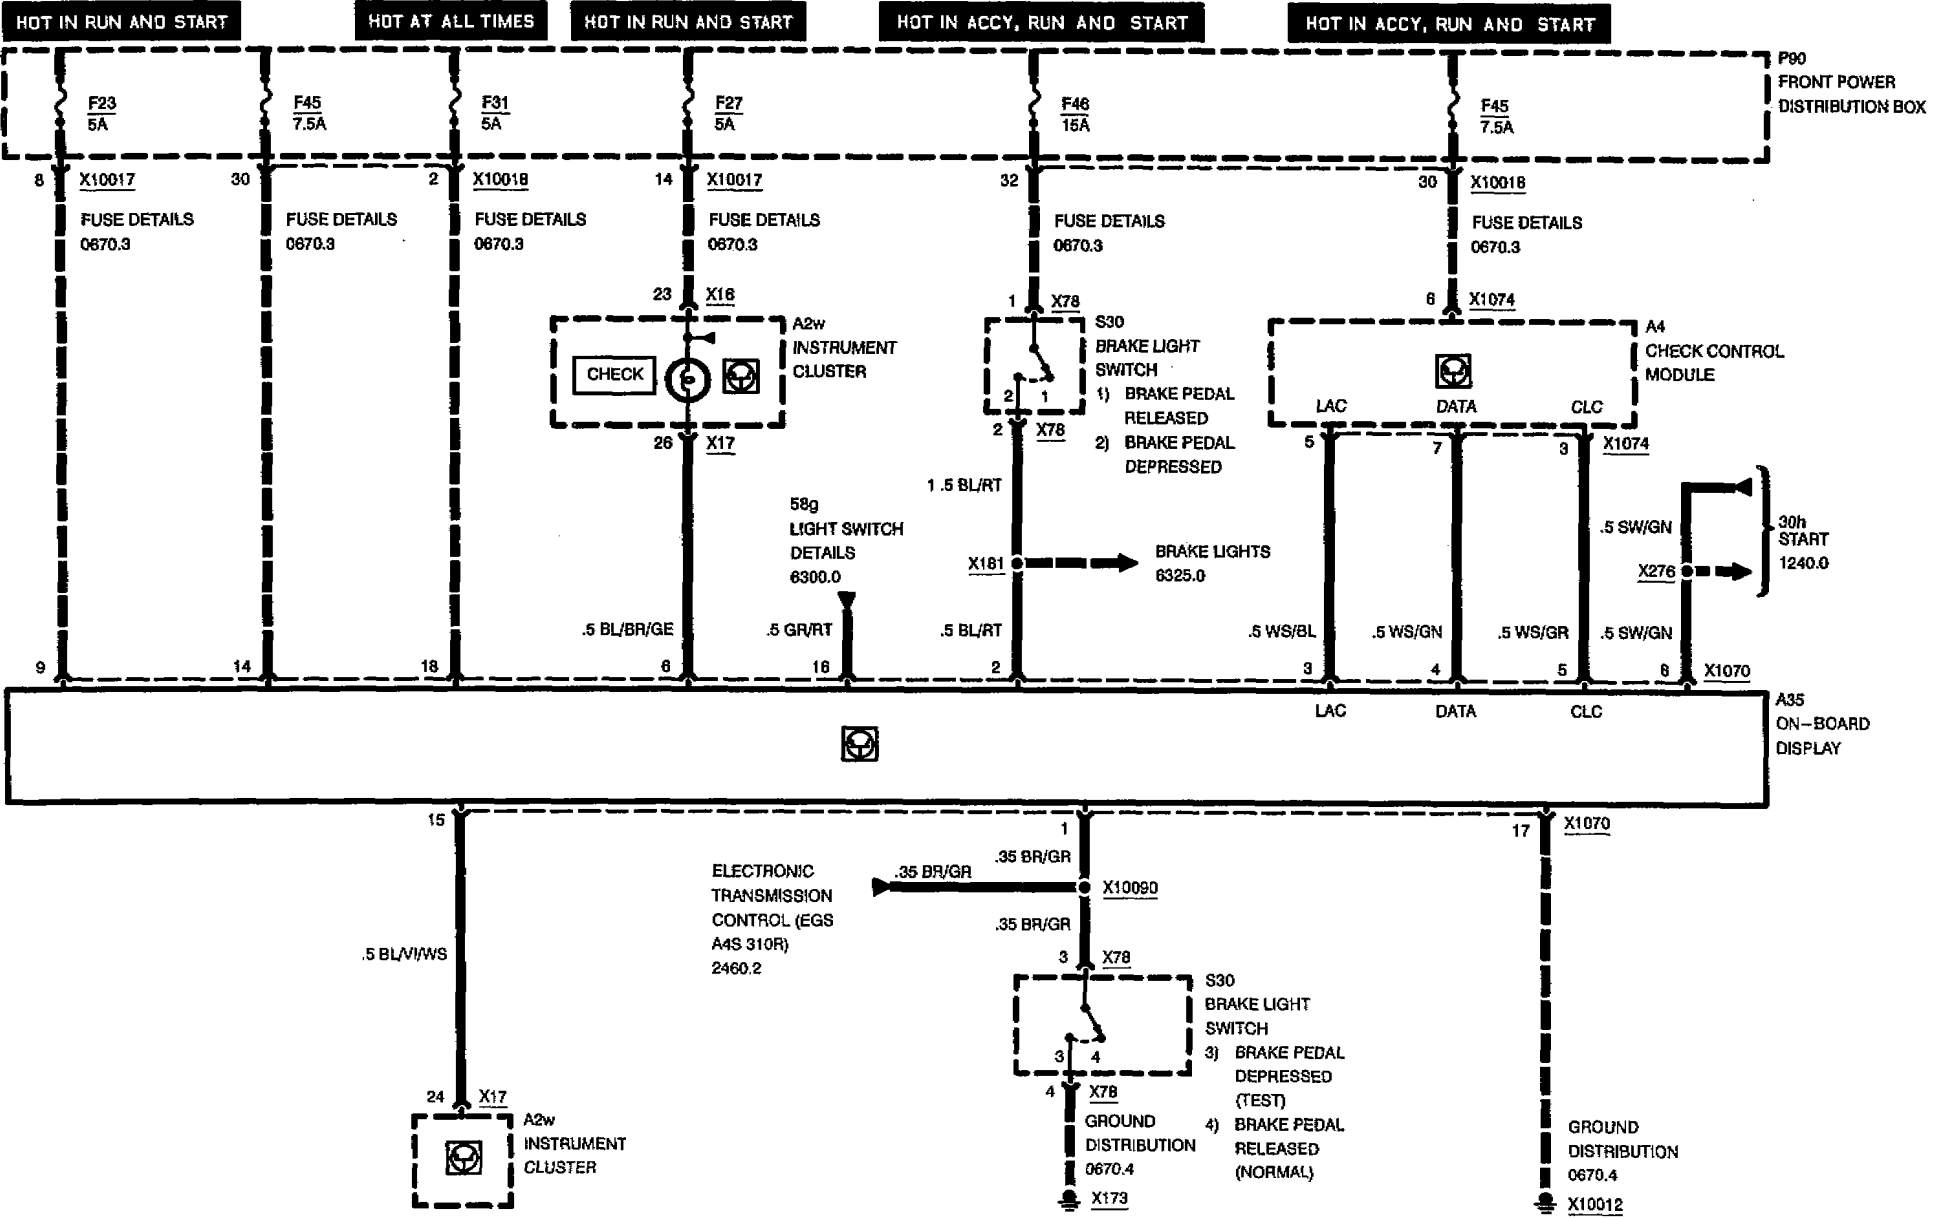 HOT IN RUN AND START
HOT AT ALL TIMES
HOT IN RUN AND START
HOT IN ACCY, RUN AND START
HOT IN ACCY, RUN AND START
P90
FRONT POWER
DISTRIBUTION BOX
F23
5A
F45
7.5A
F31
5A
F27
5A
F46
15A
F45
7.5A
8 X10017
30
2 X10018
14 X10017
32
30 X10018
FUSE DETAILS
0670.3
FUSE DETAILS
0670.3
FUSE DETAILS
0670.3
FUSE DETAILS
0670.3
FUSE DETAILS
0670.3
FUSE DETAILS
0670.3
23 X16
A2w
INSTRUMENT
CLUSTER
CHECK
26 X17
1 X78
S30
BRAKE LIGHT
SWITCH
1) BRAKE PEDAL
RELEASED
2) BRAKE PEDAL
DEPRESSED
2 1
2 X78
6 X1074
A4
CHECK CONTROL
MODULE
LAC DATA CLC
5 7 3 X1074
1.5 BL/RT
58g
LIGHT SWITCH
DETAILS
6300.0
X181
BRAKE LIGHTS
6325.0
.5 SW/GN
30h
START
1240.0
X276
.5 BL/BR/GE
.5 GR/RT
.5 BL/RT
.5 WS/BL
.5 WS/GN
.5 WS/GR
.5 SW/GN
9 14 18 6 16 2 3 4 5 8 X1070
LAC DATA CLC
A35
ON-BOARD
DISPLAY
15 1 17 X1070
.35 BR/GR
ELECTRONIC
TRANSMISSION
CONTROL (EGS
A4S 310R)
2460.2
.35 BR/GR
X10090
.35 BR/GR
.5 BL/VI/WS
3 X78
S30
BRAKE LIGHT
SWITCH
3) BRAKE PEDAL
DEPRESSED
(TEST)
4) BRAKE PEDAL
RELEASED
(NORMAL)
3 4
4 X78
GROUND
DISTRIBUTION
0670.4
X173
24 X17
A2w
INSTRUMENT
CLUSTER
GROUND
DISTRIBUTION
0670.4
X10012